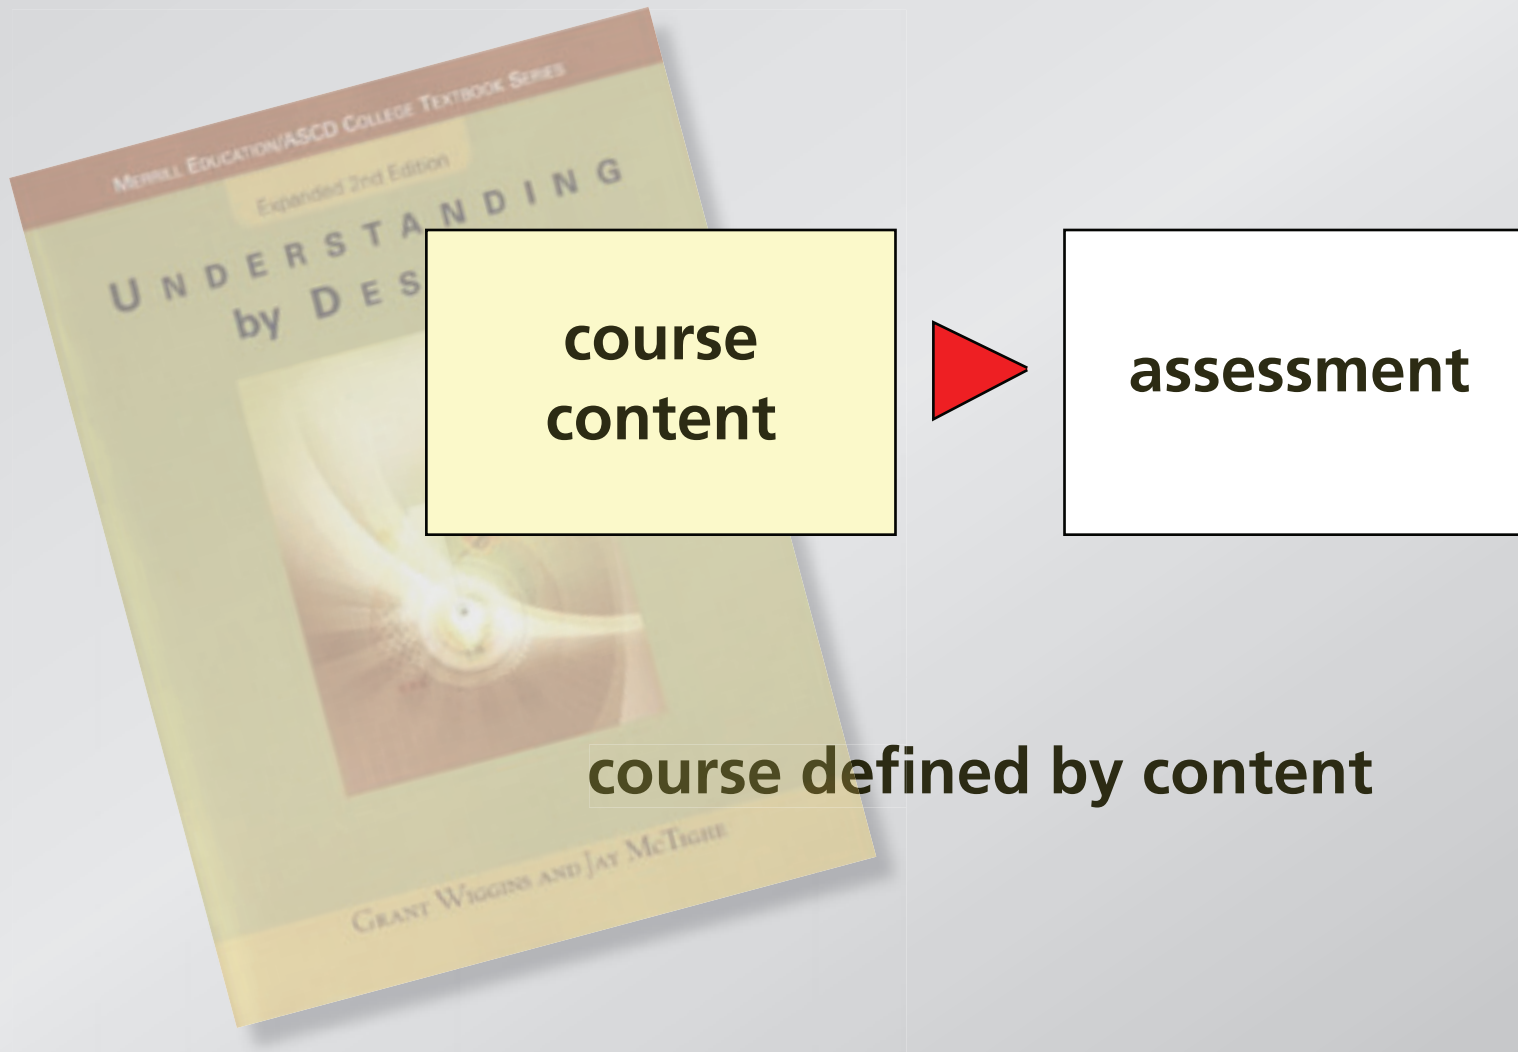 MERRILL EDUCATION/ASCD COLLEGE TEXTBOOK SERIES
Expanded 2nd Edition
UNDERSTANDING
by DES
course
content
assessment
course defined by content
GRANT WIGGINS AND JAY MCTIGHE